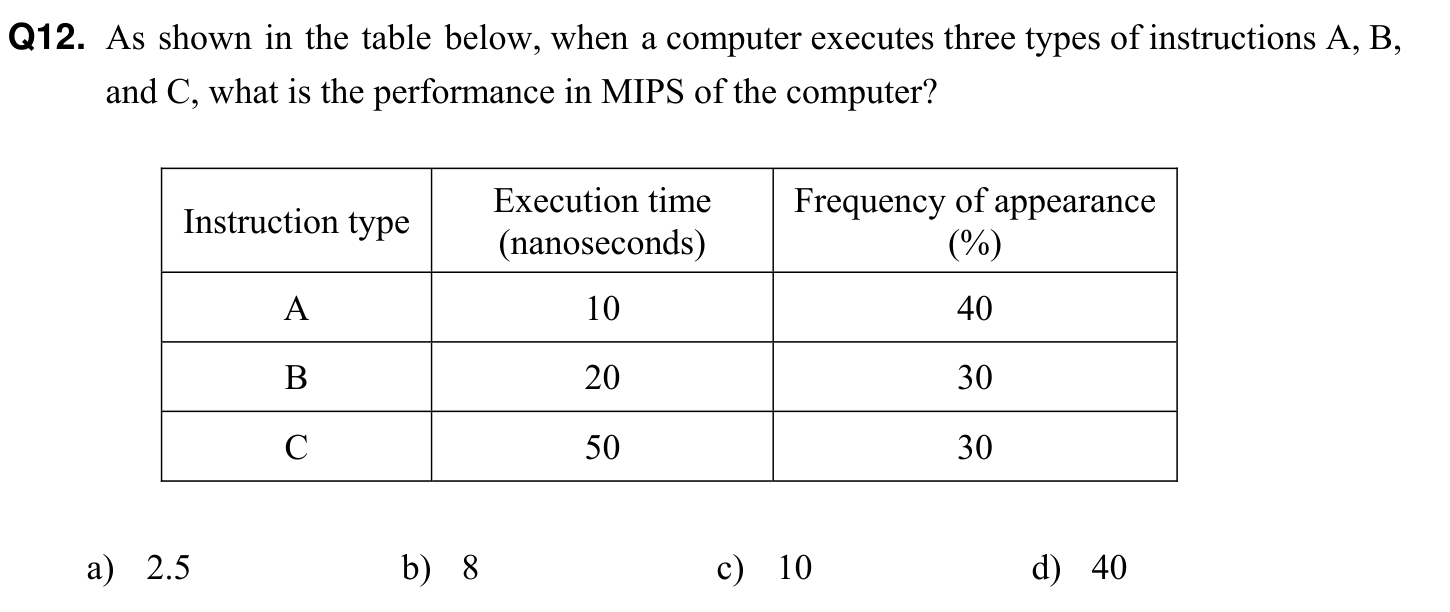 Q12. As shown in the table below, when a computer executes three types of instructions A, B,
and C, what is the performance in MIPS of the computer?
Instruction type Execution time (nanoseconds) Frequency of appearance (%)
A 10 40
B 20 30
C 50 30
a) 2.5 b) 8 c) 10 d) 40